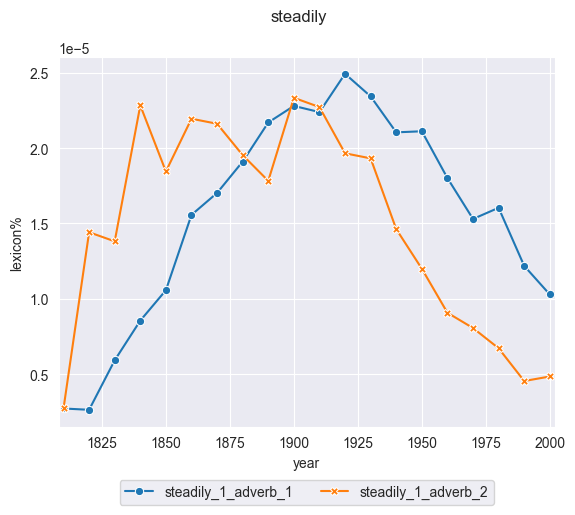 steadily
1e−5
2.5
2.0
1.5
1.0
0.5
lexicon%
1825 1850 1875 1900 1925 1950 1975 2000
year
steadily_1_adverb_1 steadily_1_adverb_2